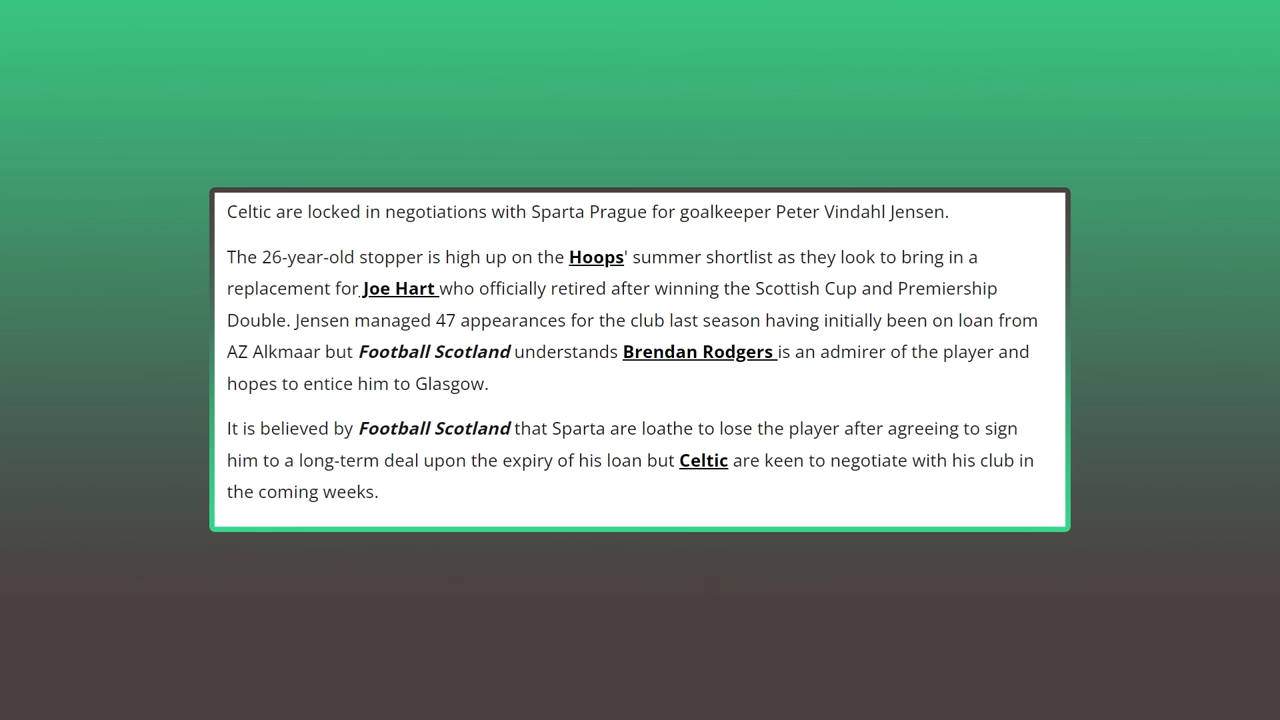 Celtic are locked in negotiations with Sparta Prague for goalkeeper Peter Vindahl Jensen.
The 26-year-old stopper is high up on the Hoops' summer shortlist as they look to bring in a
replacement for Joe Hart who officially retired after winning the Scottish Cup and Premiership
Double. Jensen managed 47 appearances for the club last season having initially been on loan from
AZ Alkmaar but Football Scotland understands Brendan Rodgers is an admirer of the player and
hopes to entice him to Glasgow.
It is believed by Football Scotland that Sparta are loathe to lose the player after agreeing to sign
him to a long-term deal upon the expiry of his loan but Celtic are keen to negotiate with his club in
the coming weeks.